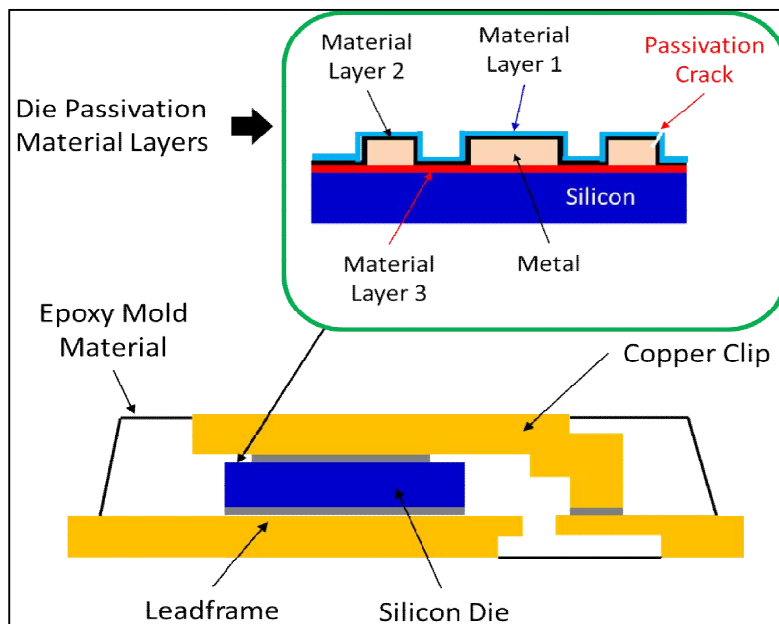 Material
Layer 2
Material
Layer 1
Passivation
Crack
Die Passivation
Material Layers
Silicon
Material
Layer 3
Metal
Epoxy Mold
Material
Copper Clip
Leadframe
Silicon Die